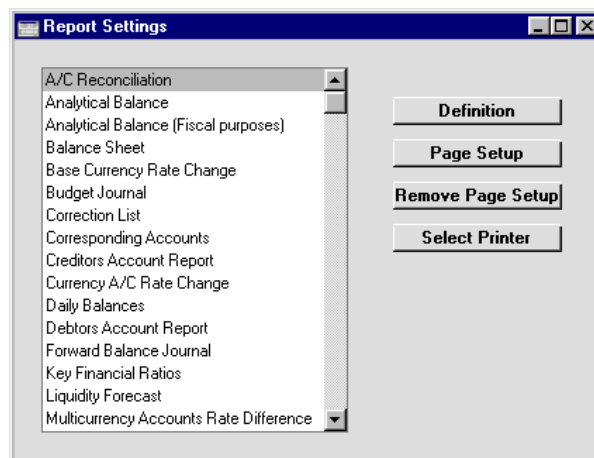 Report Settings
A/C Reconciliation
Analytical Balance
Analytical Balance (Fiscal purposes)
Balance Sheet
Base Currency Rate Change
Budget Journal
Correction List
Corresponding Accounts
Creditors Account Report
Currency A/C Rate Change
Daily Balances
Debtors Account Report
Forward Balance Journal
Key Financial Ratios
Liquidity Forecast
Multicurrency Accounts Rate Difference
Definition
Page Setup
Remove Page Setup
Select Printer